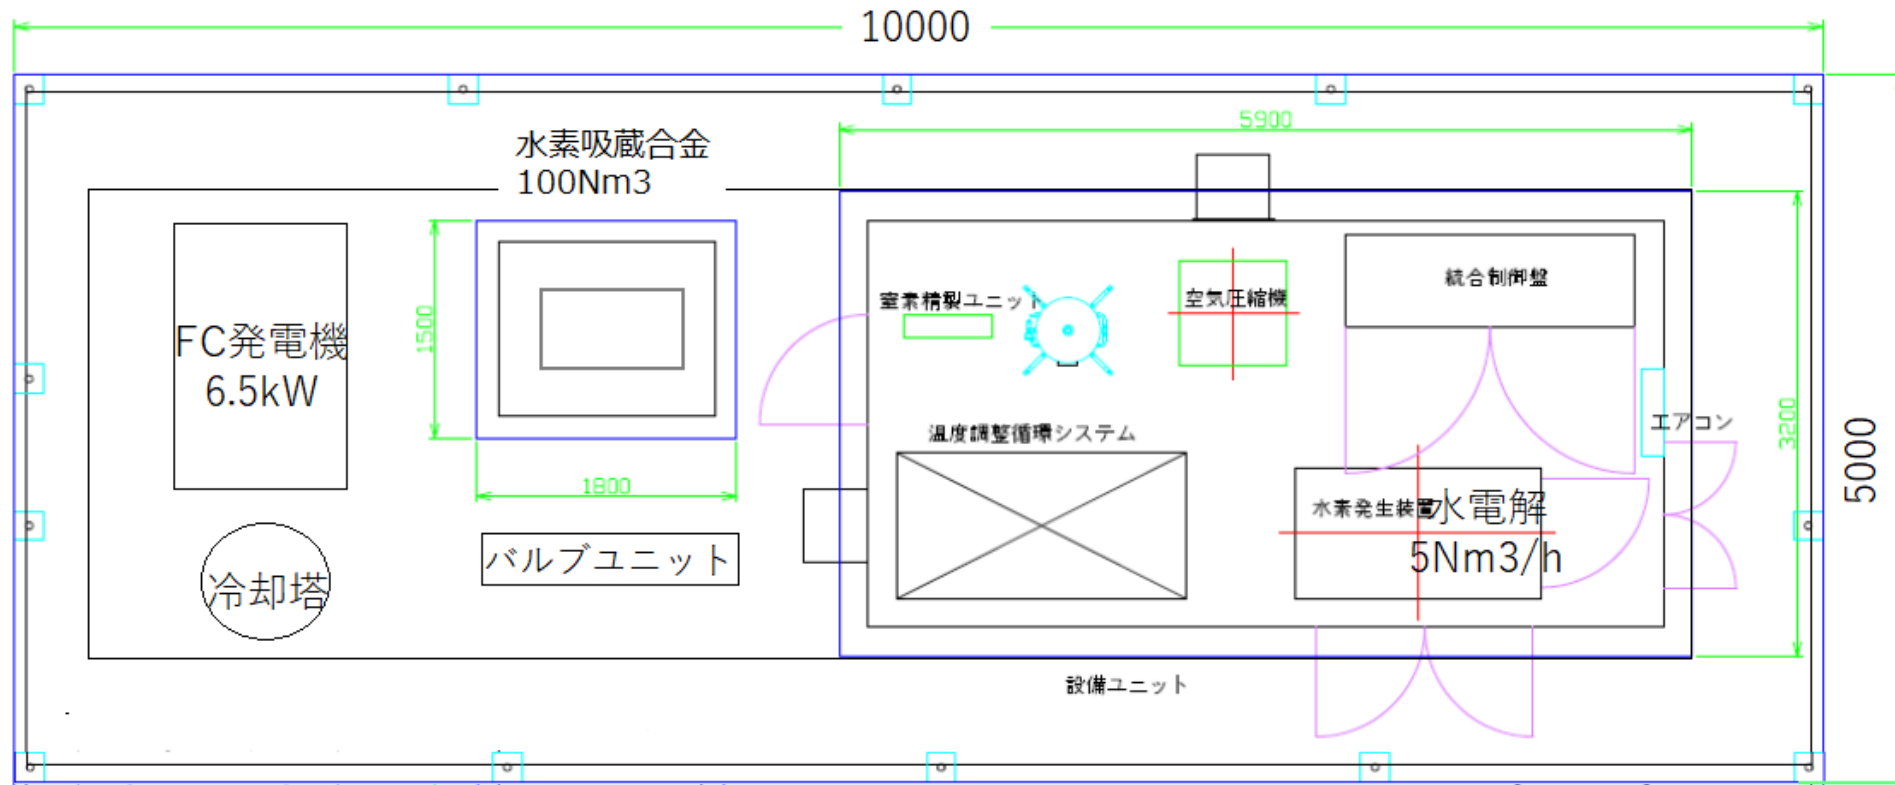 10000
5900
水素吸蔵合金
100Nm3
統合制御盤
窒素精製ユニット
空気圧縮機
FC発電機
6.5kW
1500
3200
5000
エアコン
温度調整循環システム
1800
水素発生装置
水電解
5Nm3/h
バルブユニット
冷却塔
設備ユニット